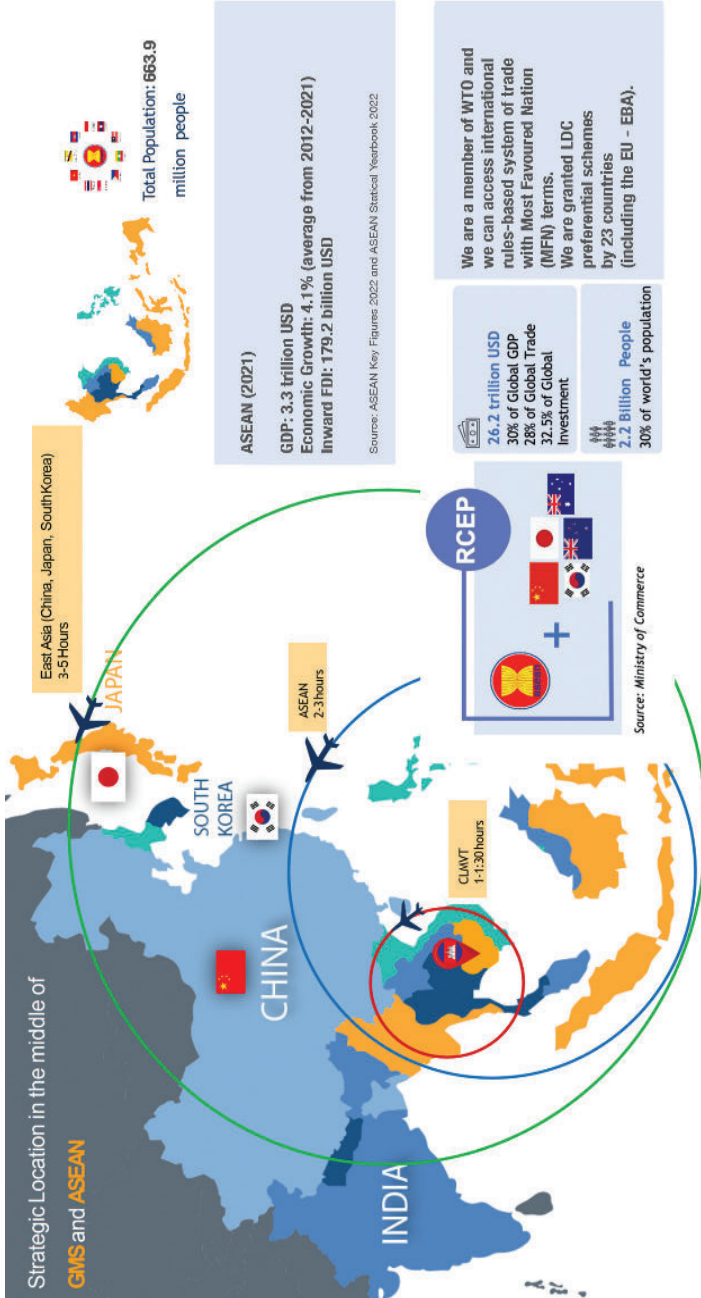 Strategic Location in the middle of
GMS and ASEAN
East Asia (China, Japan, SouthKorea)
3-5 Hours
JAPAN
SOUTH
KOREA
CHINA
INDIA
ASEAN
2-3 hours
CLMVT
1-1:30 hours
Total Population: 663.9
million people
ASEAN (2021)
GDP: 3.3 trillion USD
Economic Growth: 4.1% (average from 2012-2021)
Inward FDI: 179.2 billion USD
Source: ASEAN Key Figures 2022 and ASEAN Statical Yearbook 2022
RCEP
asean
+
Source: Ministry of Commerce
26.2 trillion USD
30% of Global GDP
28% of Global Trade
32.5% of Global
Investment
2.2 Billion People
30% of world's population
We are a member of WTO and
we can access international
rules-based system of trade
with Most Favoured Nation
(MFN) terms.
We are granted LDC
preferential schemes
by 23 countries
(including the EU - EBA).